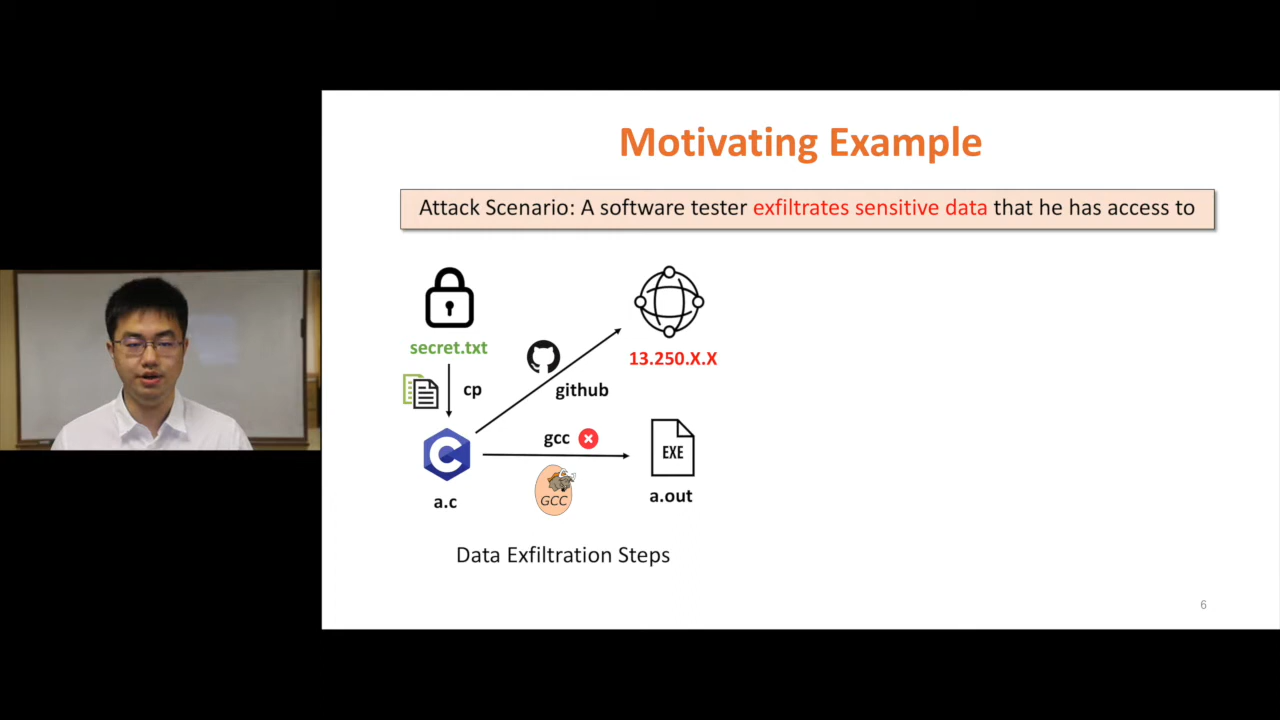 Motivating Example
Attack Scenario: A software tester exfiltrates sensitive data that he has access to
secret.txt
13.250.X.X
cp
github
gcc
EXE
GCC
a.c
a.out
Data Exfiltration Steps
6